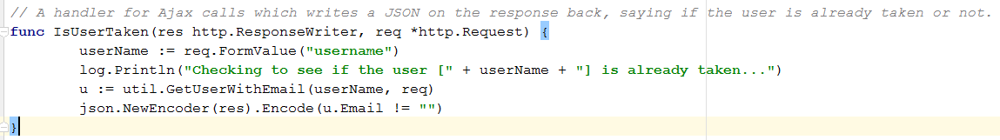 // A handler for Ajax calls which writes a JSON on the response back, saying if the user is already taken or not.
func IsUserTaken(res http.ResponseWriter, req *http.Request) {
        userName := req.FormValue("username")
        log.Println("Checking to see if the user [" + userName + "] is already taken...")
        u := util.GetUserWithEmail(userName, req)
        json.NewEncoder(res).Encode(u.Email != "")
}